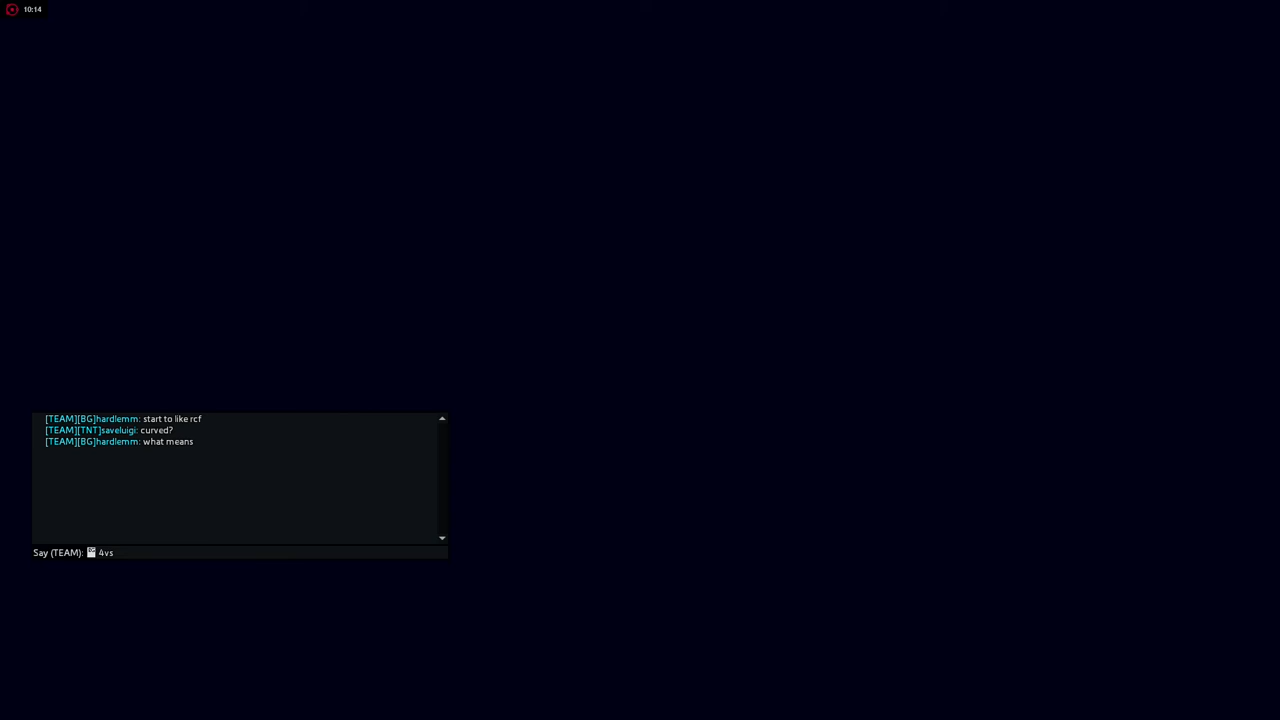 10:14
[TEAM][BG]hardlemm: start to like rcf
[TEAM][TNT]saveluigi: curved?
[TEAM][BG]hardlemm: what means
Say (TEAM): 4vs